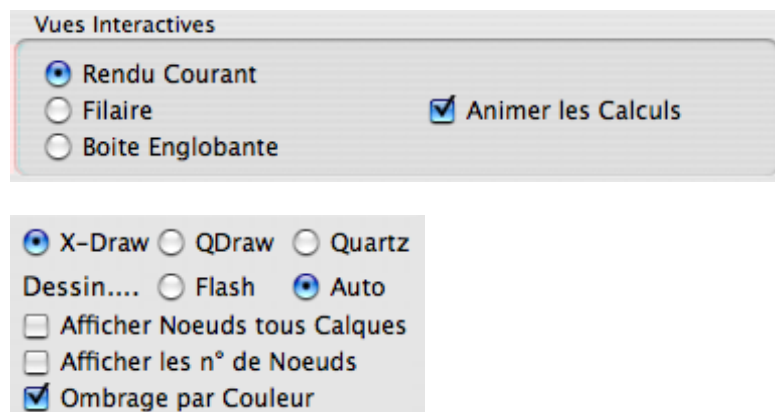 Vues Interactives
Rendu Courant
Filaire Animer les Calculs
Boite Englobante
X-Draw QDraw Quartz
Dessin.... Flash Auto
Afficher Noeuds tous Calques
Afficher les n° de Noeuds
Ombrage par Couleur